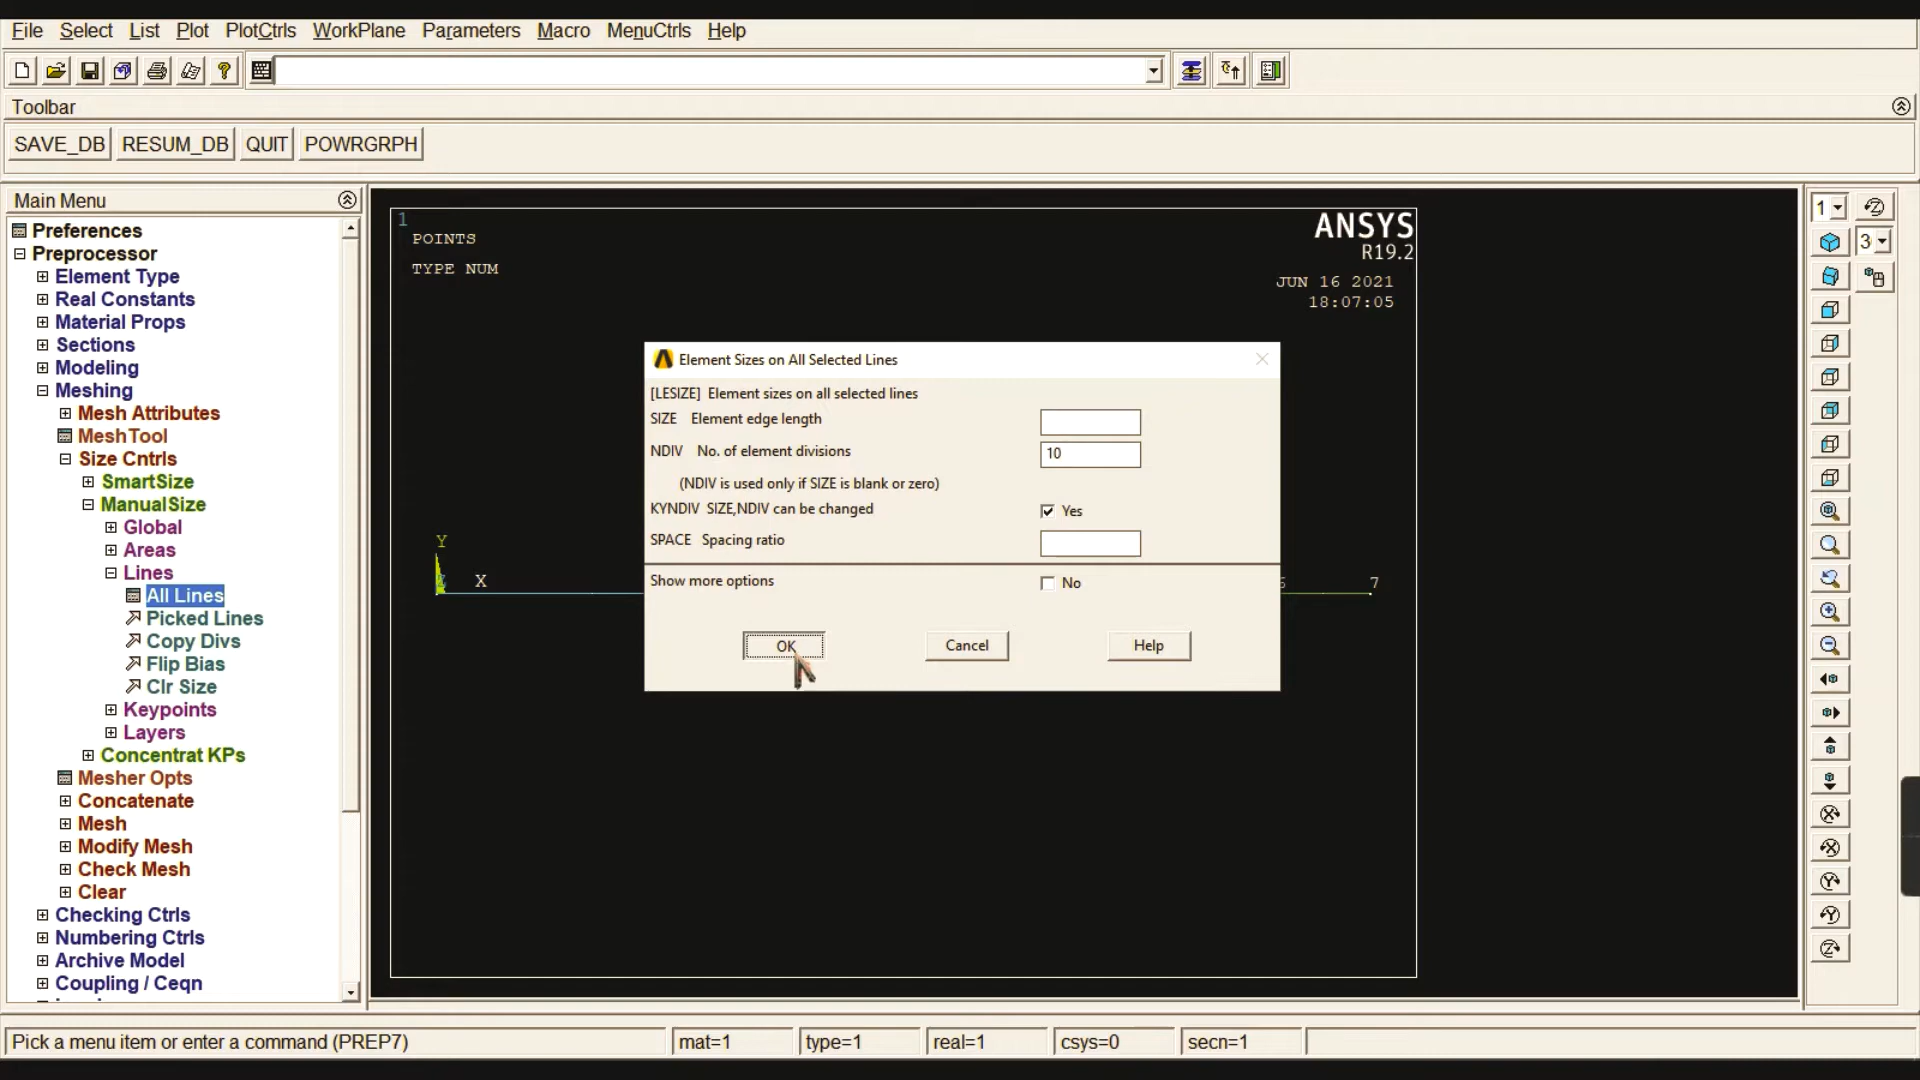 File Select List Plot PlotCtrls WorkPlane Parameters Macro MenuCtrls Help
Toolbar
SAVE_DB RESUM_DB QUIT POWRGRPH
Main Menu
Preferences
Preprocessor
Element Type
Real Constants
Material Props
Sections
Modeling
Meshing
Mesh Attributes
MeshTool
Size Cntrls
SmartSize
ManualSize
Global
Areas
Lines
All Lines
Picked Lines
Copy Divs
Flip Bias
Clr Size
Keypoints
Layers
Concentrat KPs
Mesher Opts
Concatenate
Mesh
Modify Mesh
Check Mesh
Clear
Checking Ctrls
Numbering Ctrls
Archive Model
Coupling / Ceqn
1
POINTS
TYPE NUM
ANSYS
R19.2
JUN 16 2021
18:07:05
Element Sizes on All Selected Lines
[LESIZE] Element sizes on all selected lines
SIZE Element edge length
NDIV No. of element divisions 10
(NDIV is used only if SIZE is blank or zero)
KYNDIV SIZE,NDIV can be changed Yes
SPACE Spacing ratio
Show more options No
OK Cancel Help
Y
X
7
1
3
Pick a menu item or enter a command (PREP7) mat=1 type=1 real=1 csys=0 secn=1